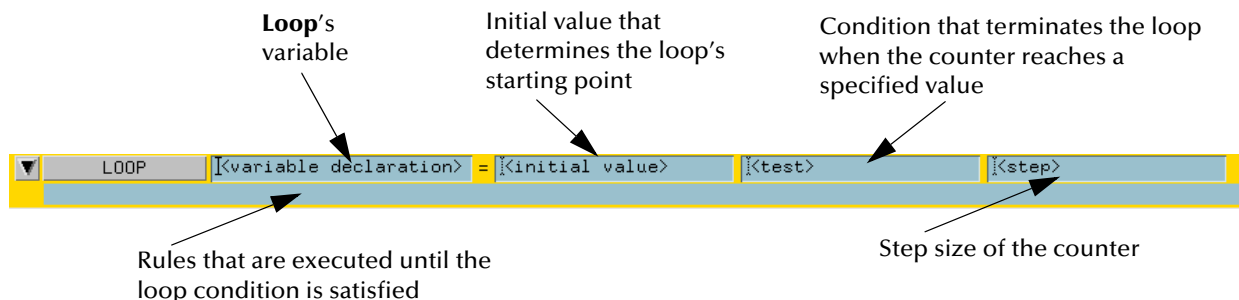 Loop's
variable
Initial value that
determines the loop's
starting point
Condition that terminates the loop
when the counter reaches a
specified value
LOOP <variable declaration> = <initial value> <test> <step>
Rules that are executed until the
loop condition is satisfied
Step size of the counter